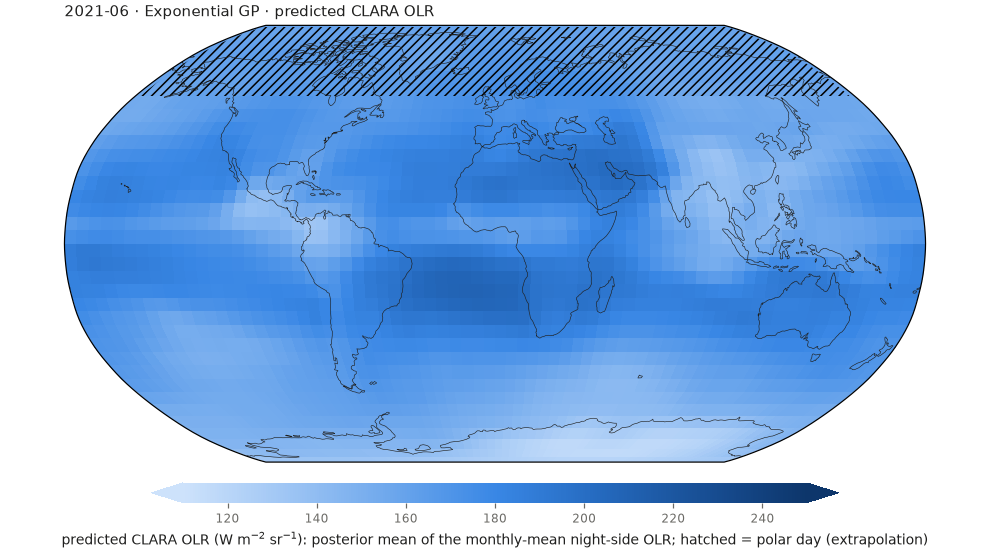 2021-06 · Exponential GP · predicted CLARA OLR
120 140 160 180 200 220 240
predicted CLARA OLR (W m⁻² sr⁻¹): posterior mean of the monthly-mean night-side OLR; hatched = polar day (extrapolation)